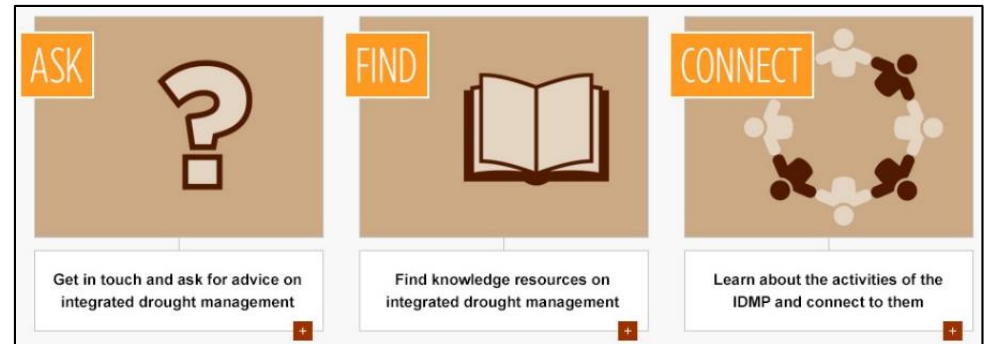 ASK
FIND
CONNECT
Get in touch and ask for advice on
integrated drought management
Find knowledge resources on
integrated drought management
Learn about the activities of the
IDMP and connect to them